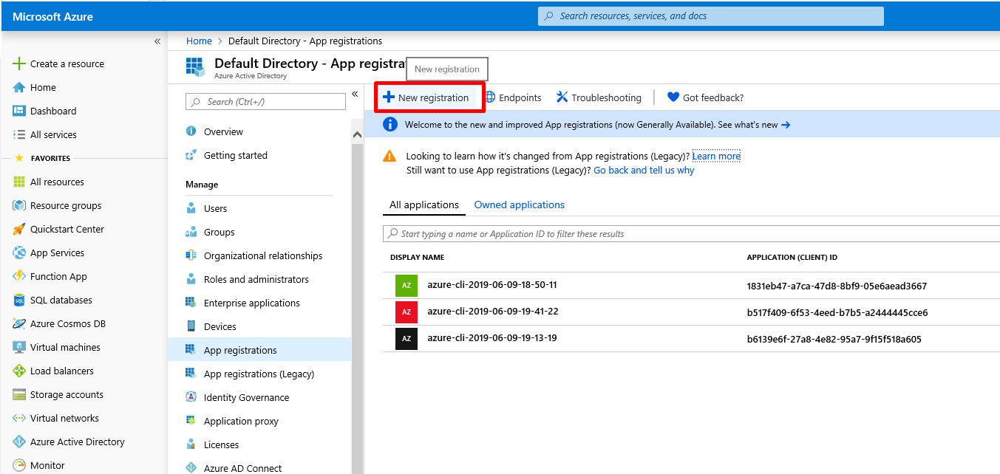 Microsoft Azure
Search resources, services, and docs
«
Create a resource
Home
Dashboard
All services
FAVORITES
All resources
Resource groups
Quickstart Center
App Services
Function App
SQL databases
Azure Cosmos DB
Virtual machines
Load balancers
Storage accounts
Virtual networks
Azure Active Directory
Monitor
Home > Default Directory - App registrations
Default Directory - App registra
Azure Active Directory
New registration
Search (Ctrl+/)
«
Overview
Getting started
Manage
Users
Groups
Organizational relationships
Roles and administrators
Enterprise applications
Devices
App registrations
App registrations (Legacy)
Identity Governance
Application proxy
Licenses
Azure AD Connect
New registration Endpoints Troubleshooting Got feedback?
Welcome to the new and improved App registrations (now Generally Available). See what's new →
Looking to learn how it's changed from App registrations (Legacy)? Learn more
Still want to use App registrations (Legacy)? Go back and tell us why
All applications Owned applications
Start typing a name or Application ID to filter these results
DISPLAY NAME APPLICATION (CLIENT) ID
AZ azure-cli-2019-06-09-18-50-11 1831eb47-a7ca-47d8-8bf9-05e6aead3667
AZ azure-cli-2019-06-09-19-41-22 b517f409-6f53-4eed-b7b5-a2444445cce6
AZ azure-cli-2019-06-09-19-13-19 b6139e6f-27a8-4e82-95a7-9f15f518a605